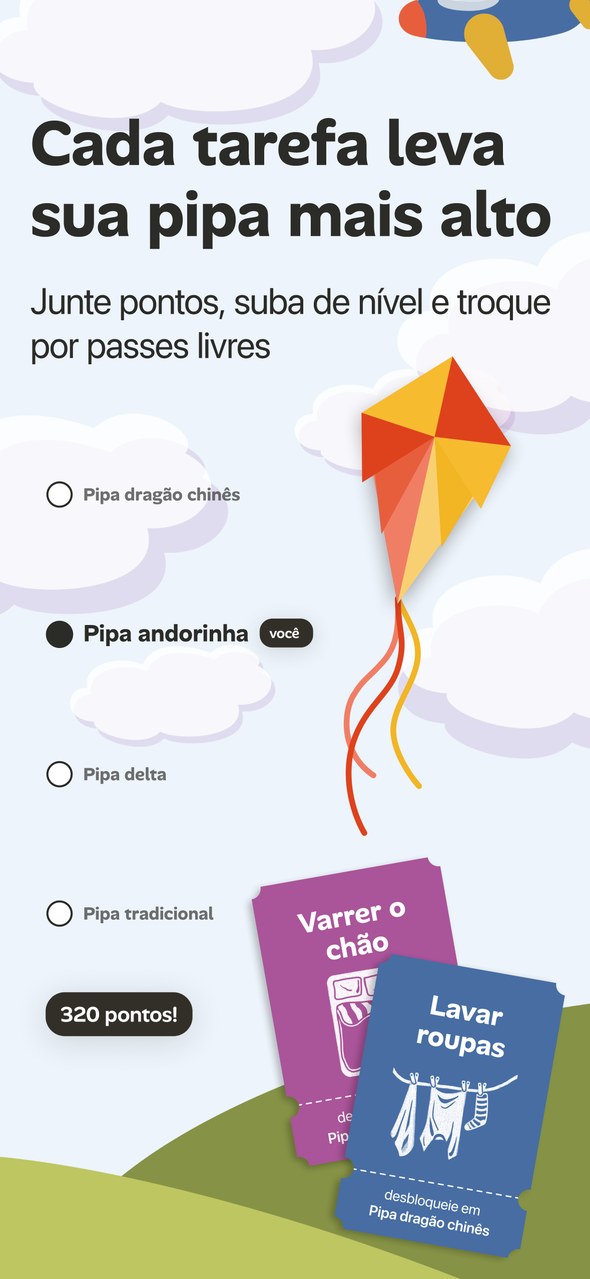 Cada tarefa leva
sua pipa mais alto
Junte pontos, suba de nível e troque
por passes livres
Pipa dragão chinês
Pipa andorinha
você
Pipa delta
Pipa tradicional
320 pontos!
Varrer o
chão
Lavar
roupas
desbloqueie em
Pipa dragão chinês